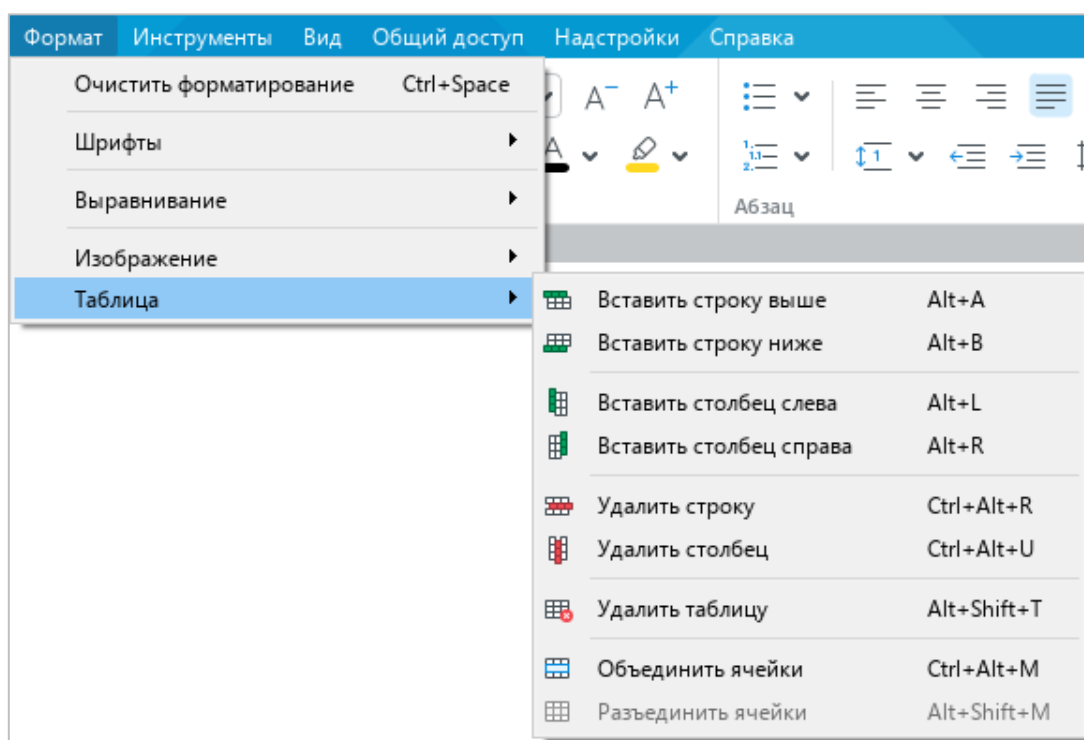 Формат Инструменты Вид Общий доступ Надстройки Справка
Очистить форматирование Ctrl+Space
A− A+
Шрифты
A
Выравнивание
Абзац
Изображение
Таблица
Вставить строку выше Alt+A
Вставить строку ниже Alt+B
Вставить столбец слева Alt+L
Вставить столбец справа Alt+R
Удалить строку Ctrl+Alt+R
Удалить столбец Ctrl+Alt+U
Удалить таблицу Alt+Shift+T
Объединить ячейки Ctrl+Alt+M
Разъединить ячейки Alt+Shift+M